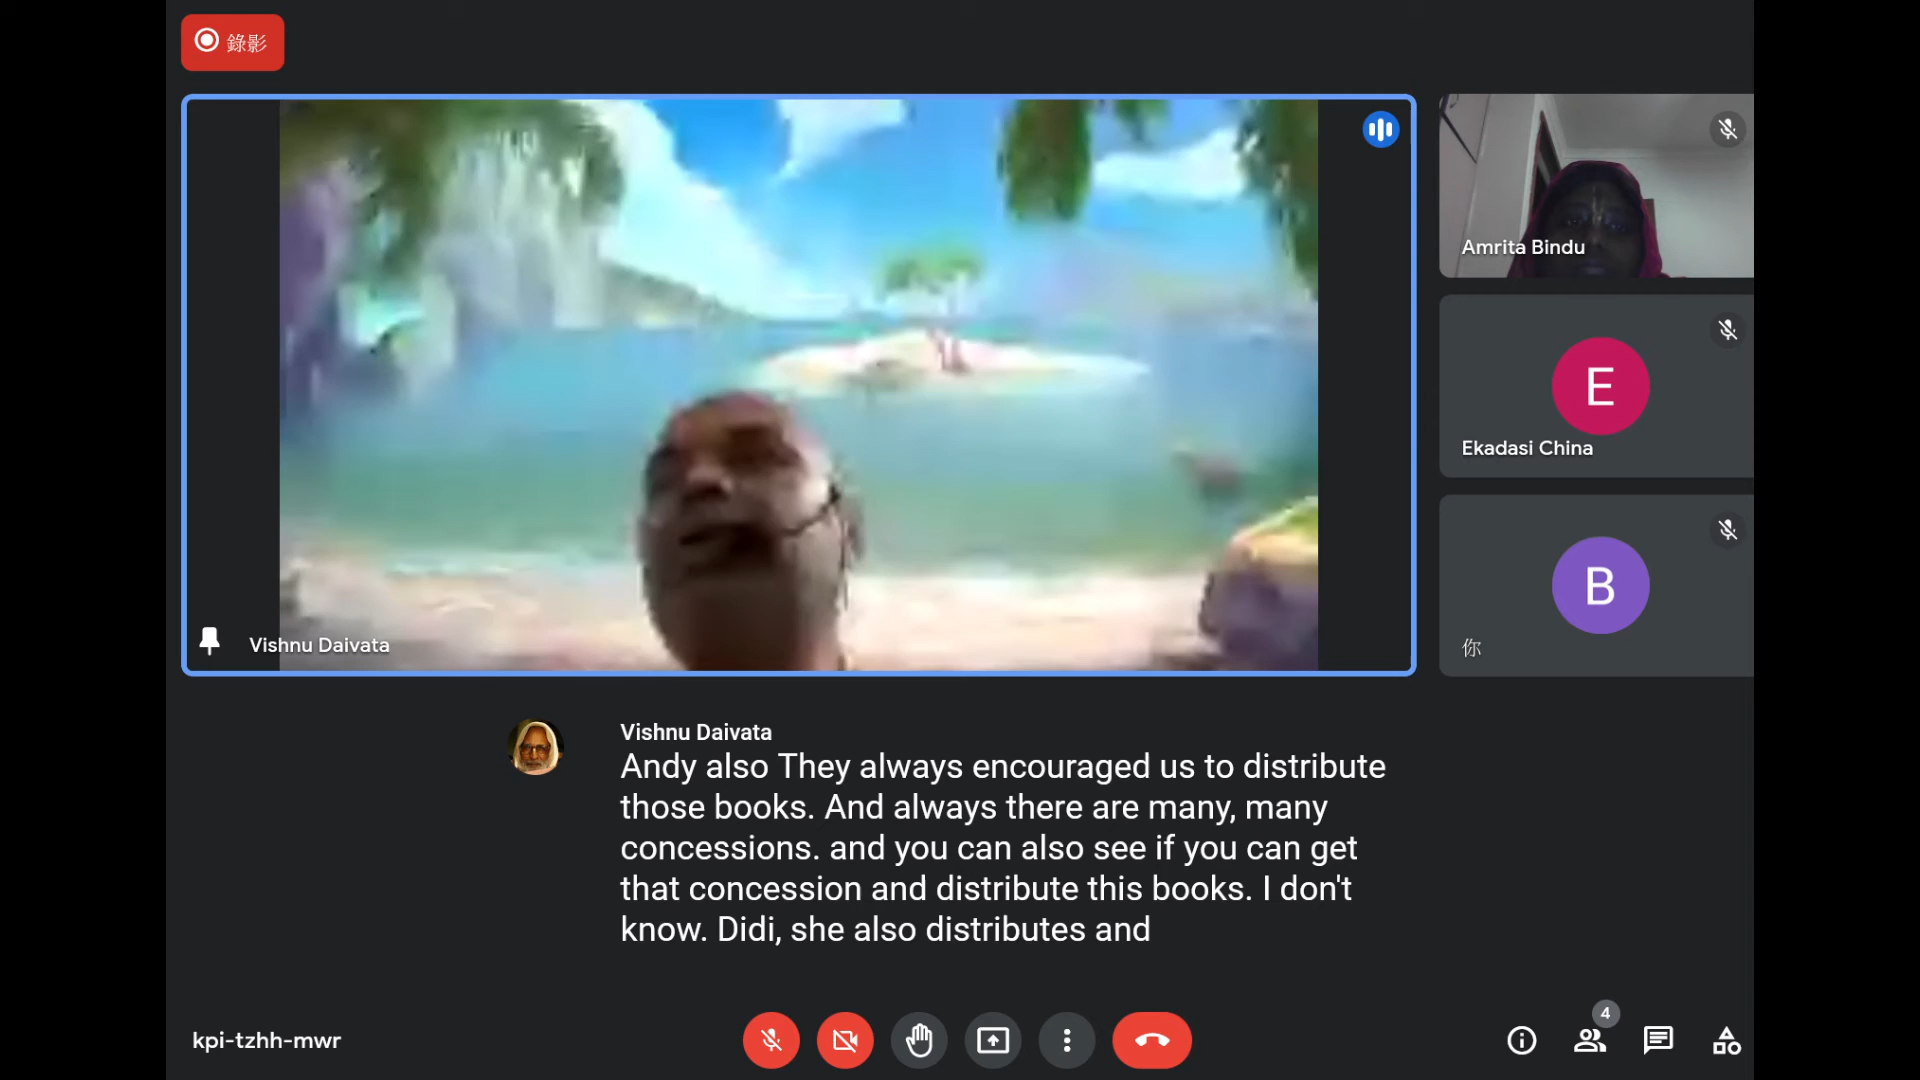 錄影
Amrita Bindu
E
Ekadasi China
B
你
Vishnu Daivata
Vishnu Daivata
Andy also They always encouraged us to distribute
those books. And always there are many, many
concessions. and you can also see if you can get
that concession and distribute this books. I don't
know. Didi, she also distributes and
kpi-tzhh-mwr
4